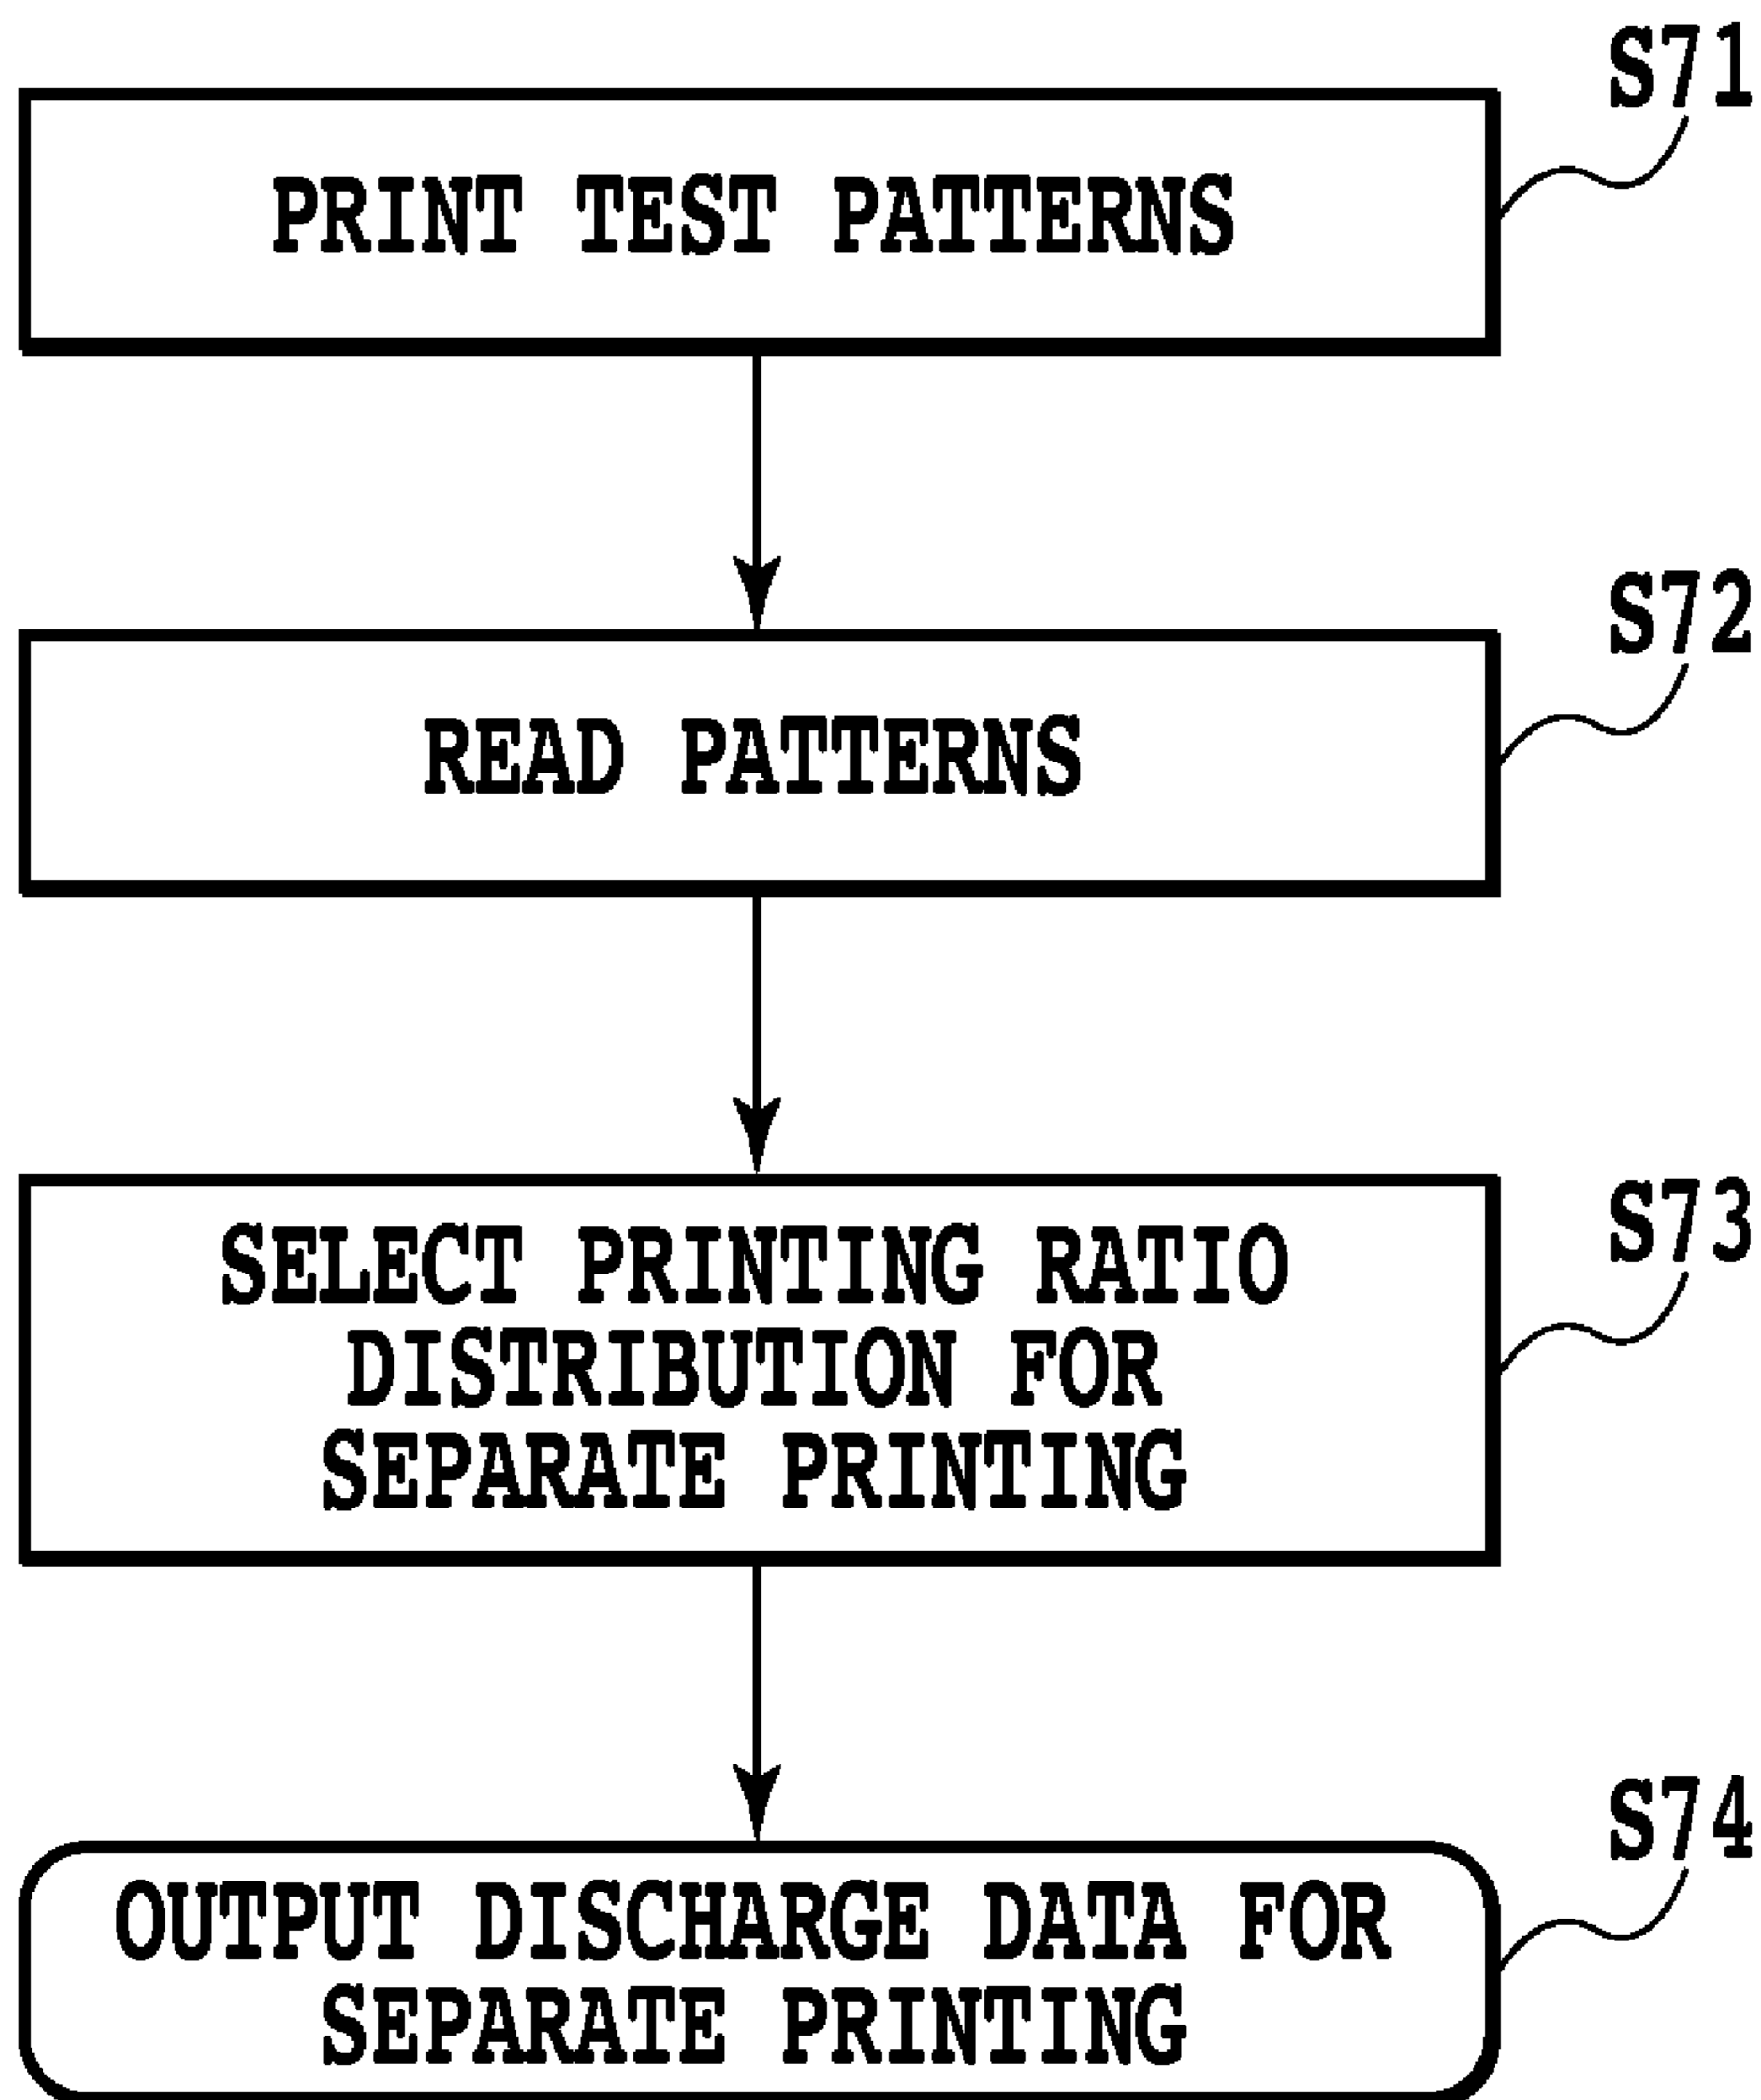 S71
PRINT TEST PATTERNS
S72
READ PATTERNS
S73
SELECT PRINTING RATIO
DISTRIBUTION FOR
SEPARATE PRINTING
S74
OUTPUT DISCHARGE DATA FOR
SEPARATE PRINTING